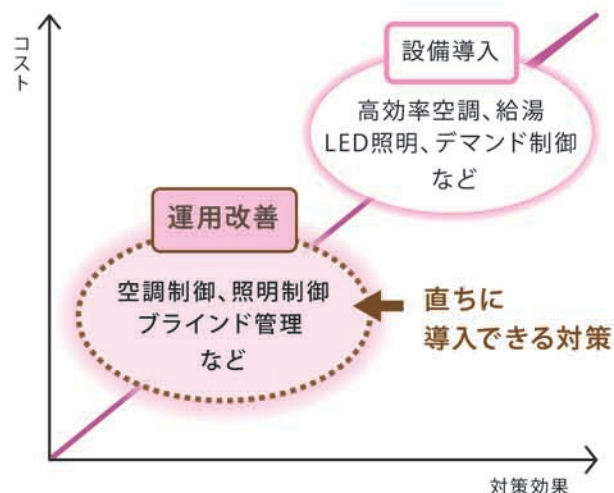 コスト
設備導入
高効率空調、給湯
LED照明、デマンド制御
など
運用改善
空調制御、照明制御
ブラインド管理
など
直ちに
導入できる対策
対策効果